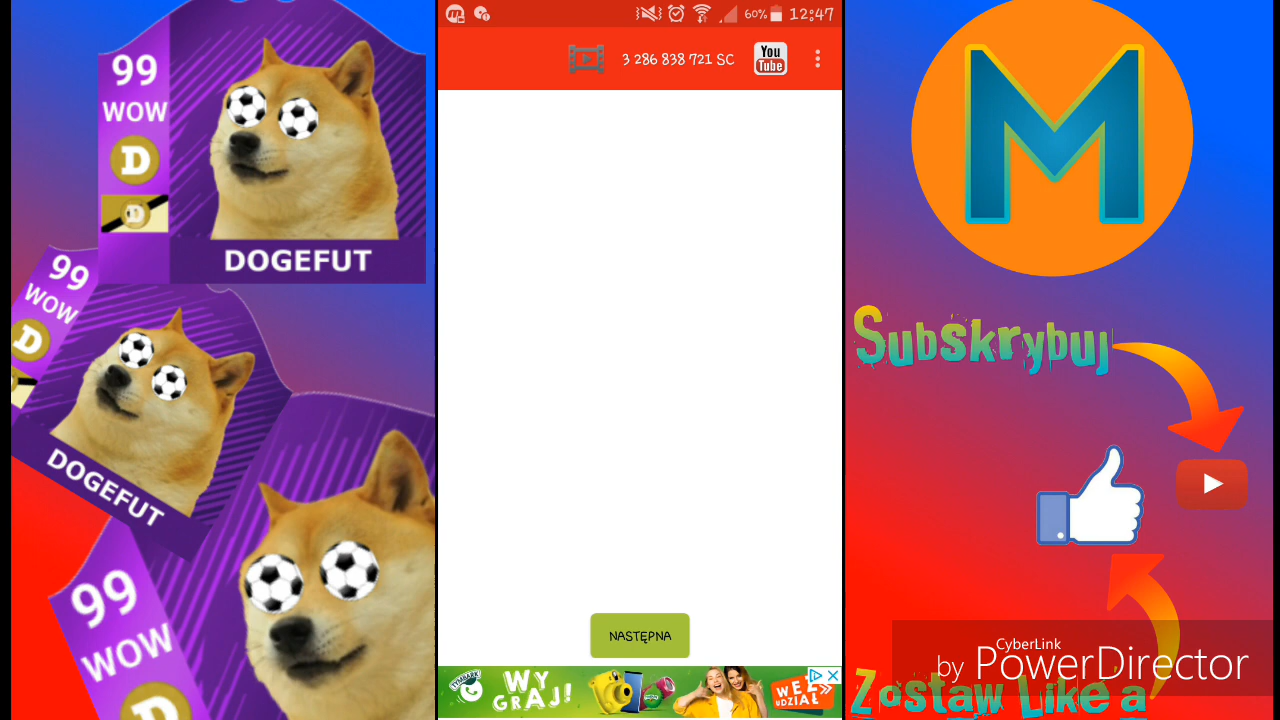 99
WOW
D
DOGEFUT
99
WOW
D
DOGEFUT
99
WOW
D
60% 12:47
3 286 838 721 SC
You
Tube
NASTĘPNA
TYMBARK
WY
GRAJ!
WEŹ
UDZIAŁ
M
Subskrybuj
CyberLink
by PowerDirector
Zostaw Like a